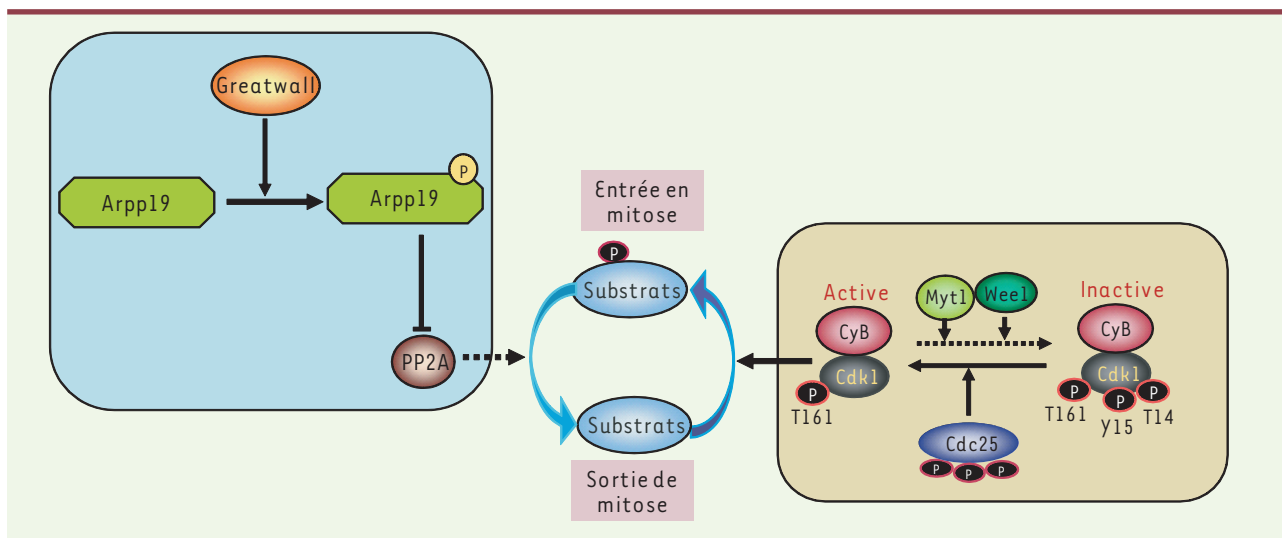 Greatwall
Arpp19
Arpp19
P
PP2A
Entrée en
mitose
P
Substrats
Substrats
Sortie de
mitose
Active
CyB
Cdk1
P
T161
Myt1
Wee1
Inactive
CyB
Cdk1
P
P
P
T161
Y15
T14
Cdc25
P
P
P